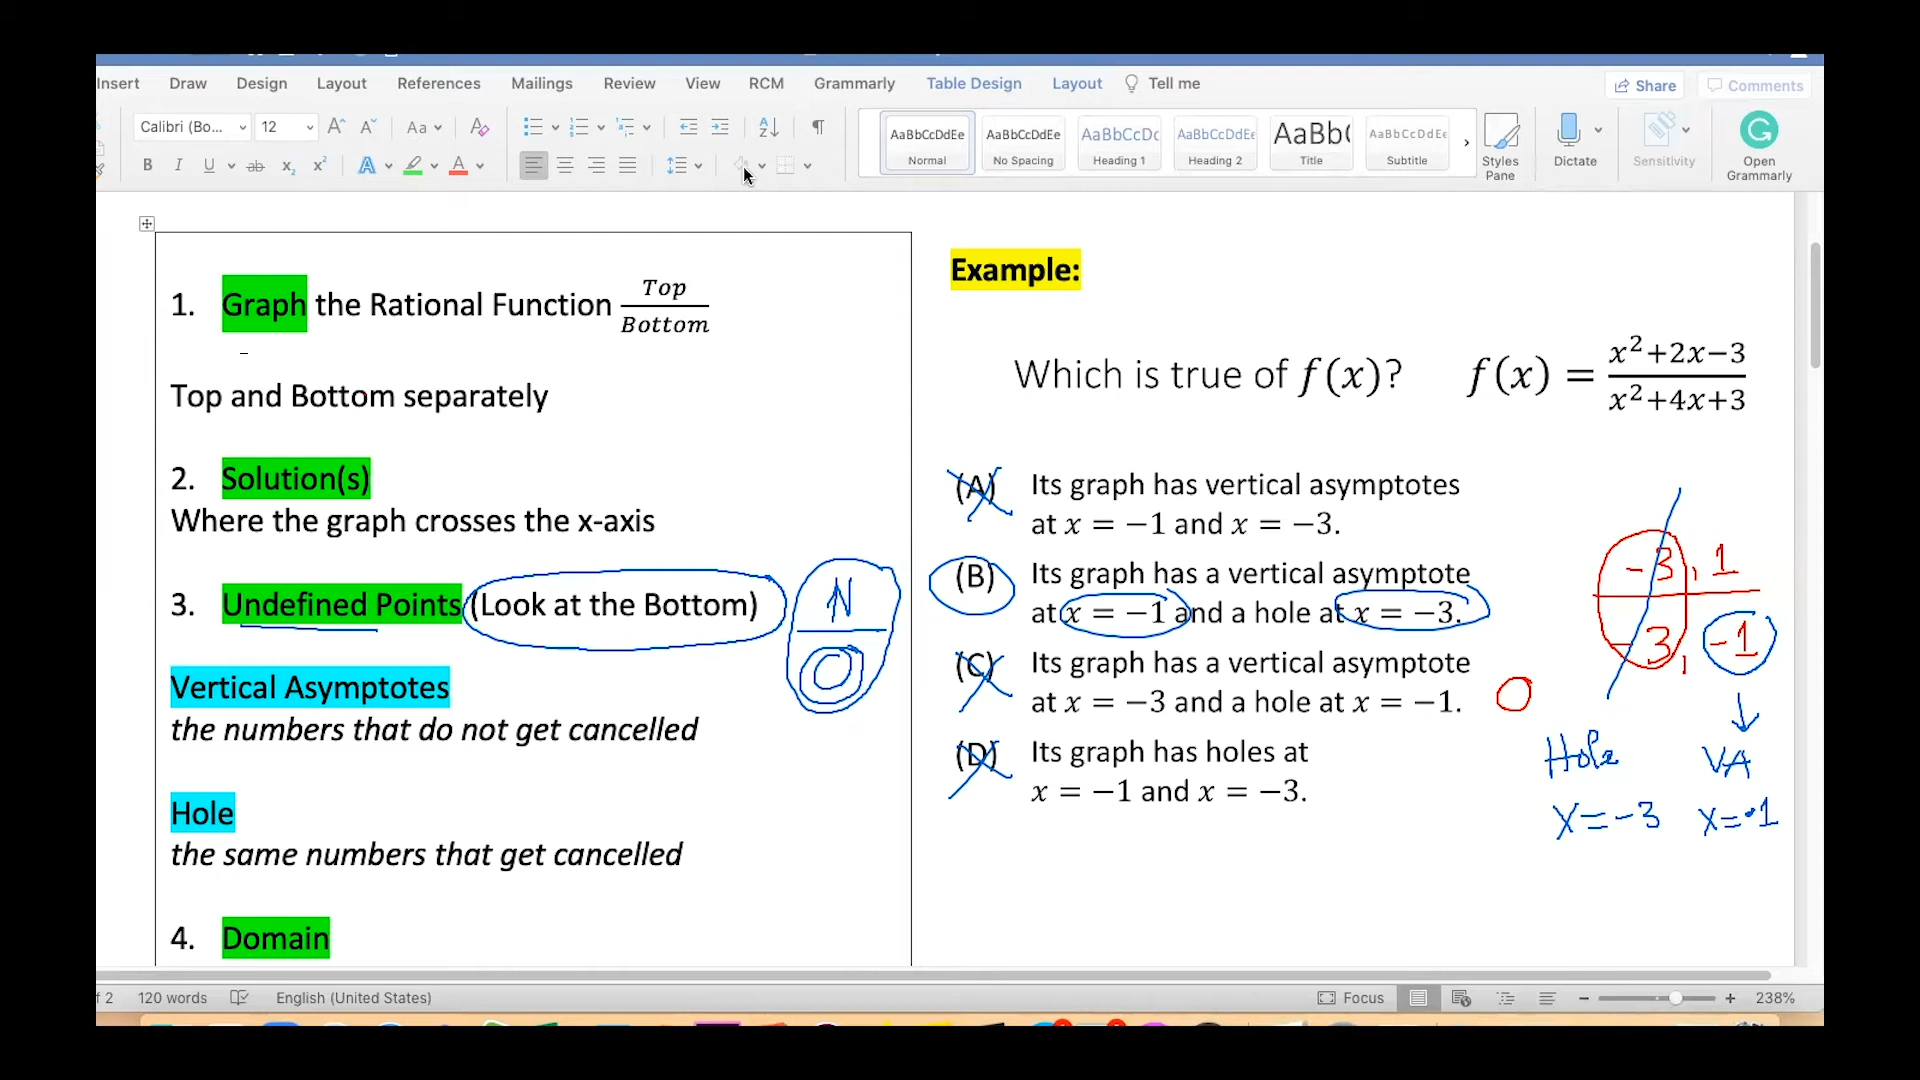 Insert Draw Design Layout References Mailings Review View RCM Grammarly Table Design Layout Tell me Share Comments
Calibri (Bo... 12 Aa
AaBbCcDdEe AaBbCcDdEe AaBbCcDc AaBbCcDdEe AaBb( AaBbCcDdEe
Normal No Spacing Heading 1 Heading 2 Title Subtitle
Styles Pane Dictate Sensitivity Open Grammarly
B I U ab x₂ x² A A
1. Graph the Rational Function Top/Bottom
Top and Bottom separately
2. Solution(s)
Where the graph crosses the x-axis
3. Undefined Points (Look at the Bottom)
N
0
Vertical Asymptotes
the numbers that do not get cancelled
Hole
the same numbers that get cancelled
4. Domain
Example:
Which is true of f(x)? f(x) = x²+2x−3/x²+4x+3
(A) Its graph has vertical asymptotes
at x = −1 and x = −3.
(B) Its graph has a vertical asymptote
at x = −1 and a hole at x = −3.
(C) Its graph has a vertical asymptote
at x = −3 and a hole at x = −1.
(D) Its graph has holes at
x = −1 and x = −3.
-3, 1
-3, -1
Hole VA
x=-3 x=-1
f 2 120 words English (United States) Focus 238%